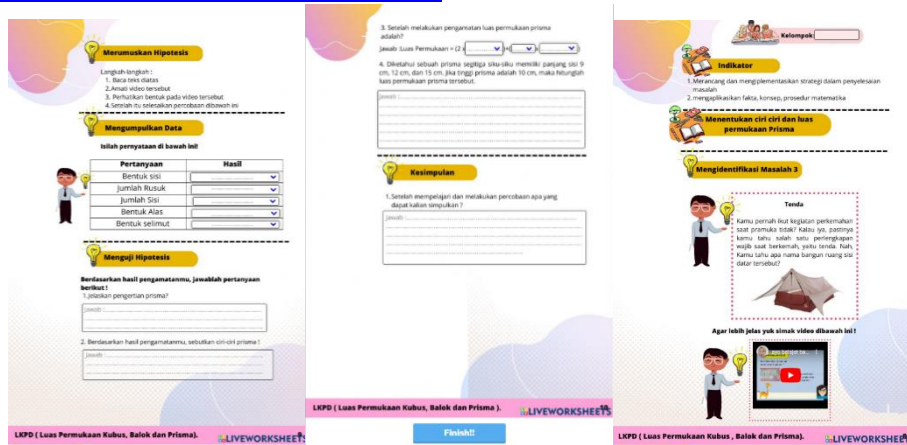 Merumuskan Hipotesis
Langkah-langkah :
1. Baca teks diatas
2.Amati video tersebut
3. Perhatikan bentuk pada video tersebut
4.Setelah itu selesaikan percobaan dibawah ini
Mengumpulkan Data
Isilah pernyataan di bawah ini!
Pertanyaan Hasil
Bentuk sisi
Jumlah Rusuk
Jumlah Sisi
Bentuk Alas
Bentuk selimut
Menguji Hipotesis
Berdasarkan hasil pengamatanmu, jawablah pertanyaan
berikut !
1.Jelaskan pengertian prisma?
Jawab :
2. Berdasarkan hasil pengamatanmu, sebutkan ciri-ciri prisma !
Jawab :
LKPD ( Luas Permukaan Kubus, Balok dan Prisma).
LIVEWORKSHEETS
3. Setelah melakukan pengamatan luas permukaan prisma
adalah?
Jawab :Luas Permukaan = (2 x )+( x )
4. Diketahui sebuah prisma segitiga siku-siku memiliki panjang sisi 9
cm, 12 cm, dan 15 cm. Jika tinggi prisma adalah 10 cm, maka hitunglah
luas permukaan prisma tersebut.
Jawab :
Kesimpulan
1.Setelah mempelajari dan melakukan percobaan apa yang
dapat kalian simpulkan ?
Jawab :
LKPD ( Luas Permukaan Kubus, Balok dan Prisma ).
LIVEWORKSHEETS
Finish!!
Kelompok
Indikator
1.Merancang dan mengplementasikan strategi dalam penyelesaian
masalah
2.mengaplikasikan fakta, konsep, prosedur matematika
Menentukan ciri ciri dan luas
permukaan Prisma
Mengidentifikasi Masalah 3
Tenda
Kamu pernah ikut kegiatan perkemahan
saat pramuka tidak? Kalau iya, pastinya
kamu tahu salah satu perlengkapan
wajib saat berkemah, yaitu tenda. Nah,
Kamu tahu apa nama bangun ruang sisi
datar tersebut?
Agar lebih jelas yuk simak video dibawah ini !
LKPD ( Luas Permukaan Kubus , Balok dan Prisma).
LIVEWORKSHEETS